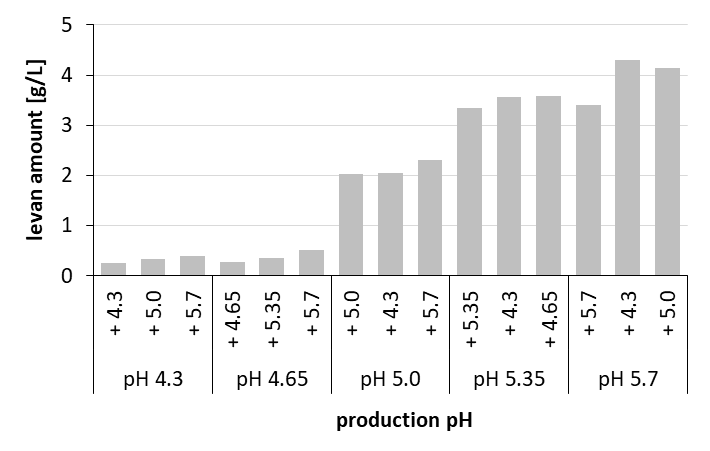 levan amount [g/L]
5
4
3
2
1
0
+ 4.3 + 5.0 + 5.7 + 4.65 + 5.35 + 5.7 + 5.0 + 4.3 + 5.7 + 5.35 + 4.3 + 4.65 + 5.7 + 4.3 + 5.0
pH 4.3 pH 4.65 pH 5.0 pH 5.35 pH 5.7
production pH